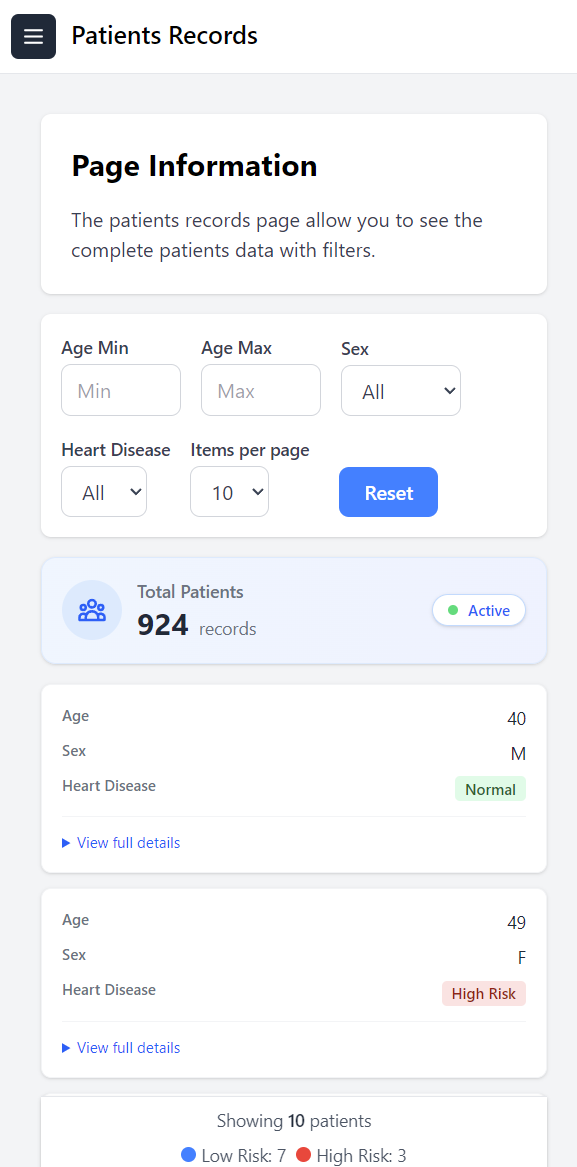 Patients Records
Page Information
The patients records page allow you to see the
complete patients data with filters.
Age Min
Age Max
Sex
Min
Max
All
Heart Disease
Items per page
All
10
Reset
Total Patients
924 records
Active
Age
40
Sex
M
Heart Disease
Normal
View full details
Age
49
Sex
F
Heart Disease
High Risk
View full details
Showing 10 patients
Low Risk: 7 High Risk: 3